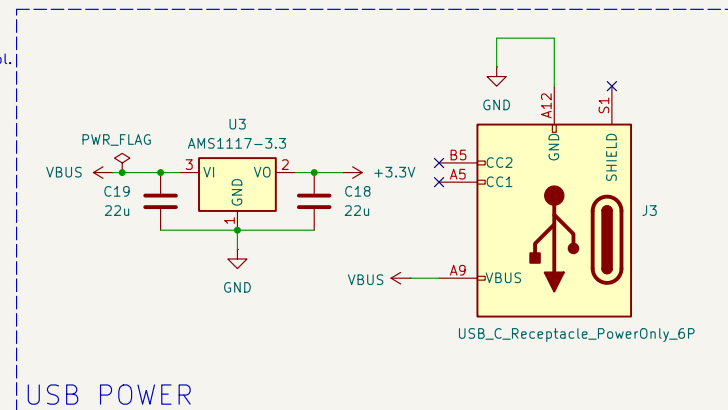 ol.
GND
A12
S1
GND
SHIELD
U3
AMS1117-3.3
PWR_FLAG
VBUS
3
VI
VO
2
+3.3V
GND
1
C19
22u
C18
22u
GND
B5
CC2
A5
CC1
J3
VBUS
A9
VBUS
USB_C_Receptacle_PowerOnly_6P
USB POWER